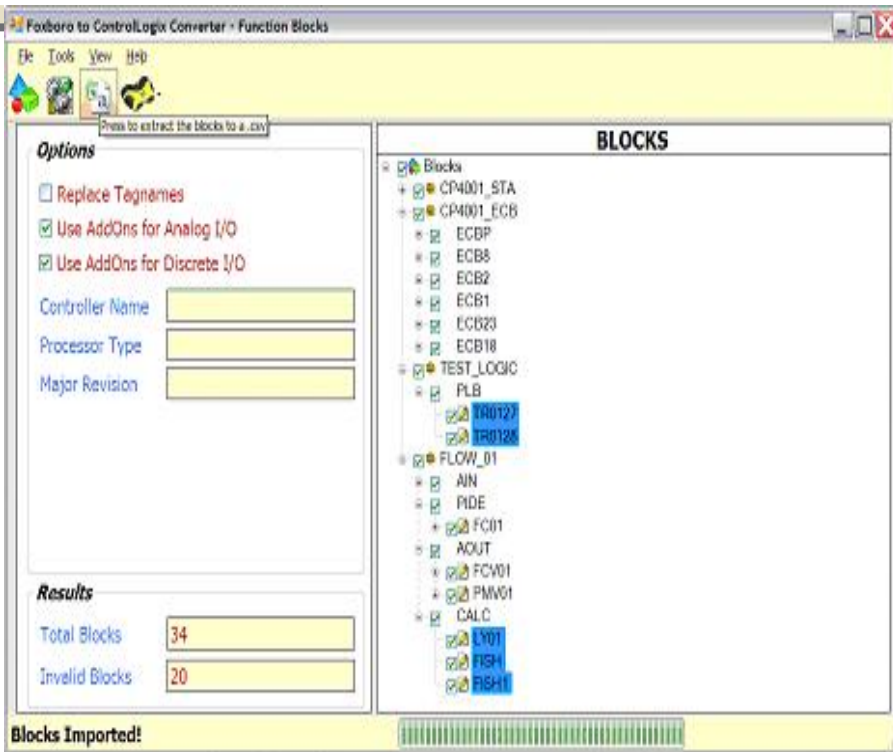 Foxboro to ControlLogix Converter - Function Blocks
File Tools View Help
Press to extract the blocks to a .csv
Options
Replace Tagnames
Use AddOns for Analog I/O
Use AddOns for Discrete I/O
Controller Name
Processor Type
Major Revision
Results
Total Blocks 34
Invalid Blocks 20
BLOCKS
Blocks
CP4001_STA
CP4001_ECB
ECBP
ECB8
ECB2
ECB1
ECB23
ECB18
TEST_LOGIC
PLB
TR0127
TR0128
FLOW_01
AIN
PIDE
FC01
AOUT
FCV01
PMV01
CALC
LY01
FISH
FISH1
Blocks Imported!